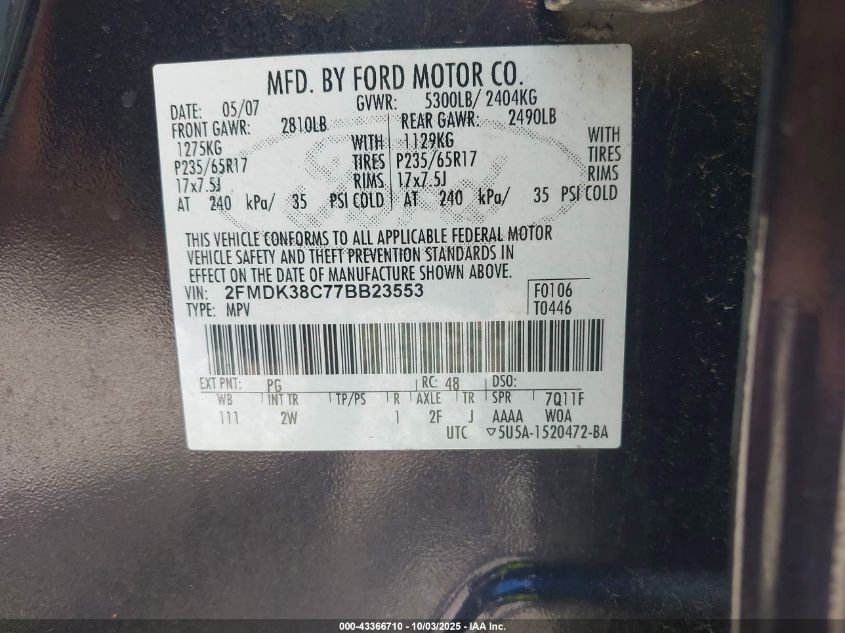 MFD. BY FORD MOTOR CO.
DATE: 05/07 GVWR: 5300LB/ 2404KG
FRONT GAWR: 2810LB REAR GAWR: 2490LB
1275KG WITH 1129KG WITH
P235/65R17 TIRES P235/65R17 TIRES
17x7.5J RIMS 17x7.5J RIMS
AT 240 kPa/ 35 PSI COLD AT 240 kPa/ 35 PSI COLD
THIS VEHICLE CONFORMS TO ALL APPLICABLE FEDERAL MOTOR
VEHICLE SAFETY AND THEFT PREVENTION STANDARDS IN
EFFECT ON THE DATE OF MANUFACTURE SHOWN ABOVE.
VIN: 2FMDK38C77BB23553 F0106
TYPE: MPV T0446
EXT PNT: PG RC: 48 DSO:
WB INT TR TP/PS R AXLE TR SPR 7Q11F
111 2W 1 2F J AAAA WOA
UTC ▽5U5A-1520472-BA
000-43366710 | 10/03/2025 | IAA Inc.